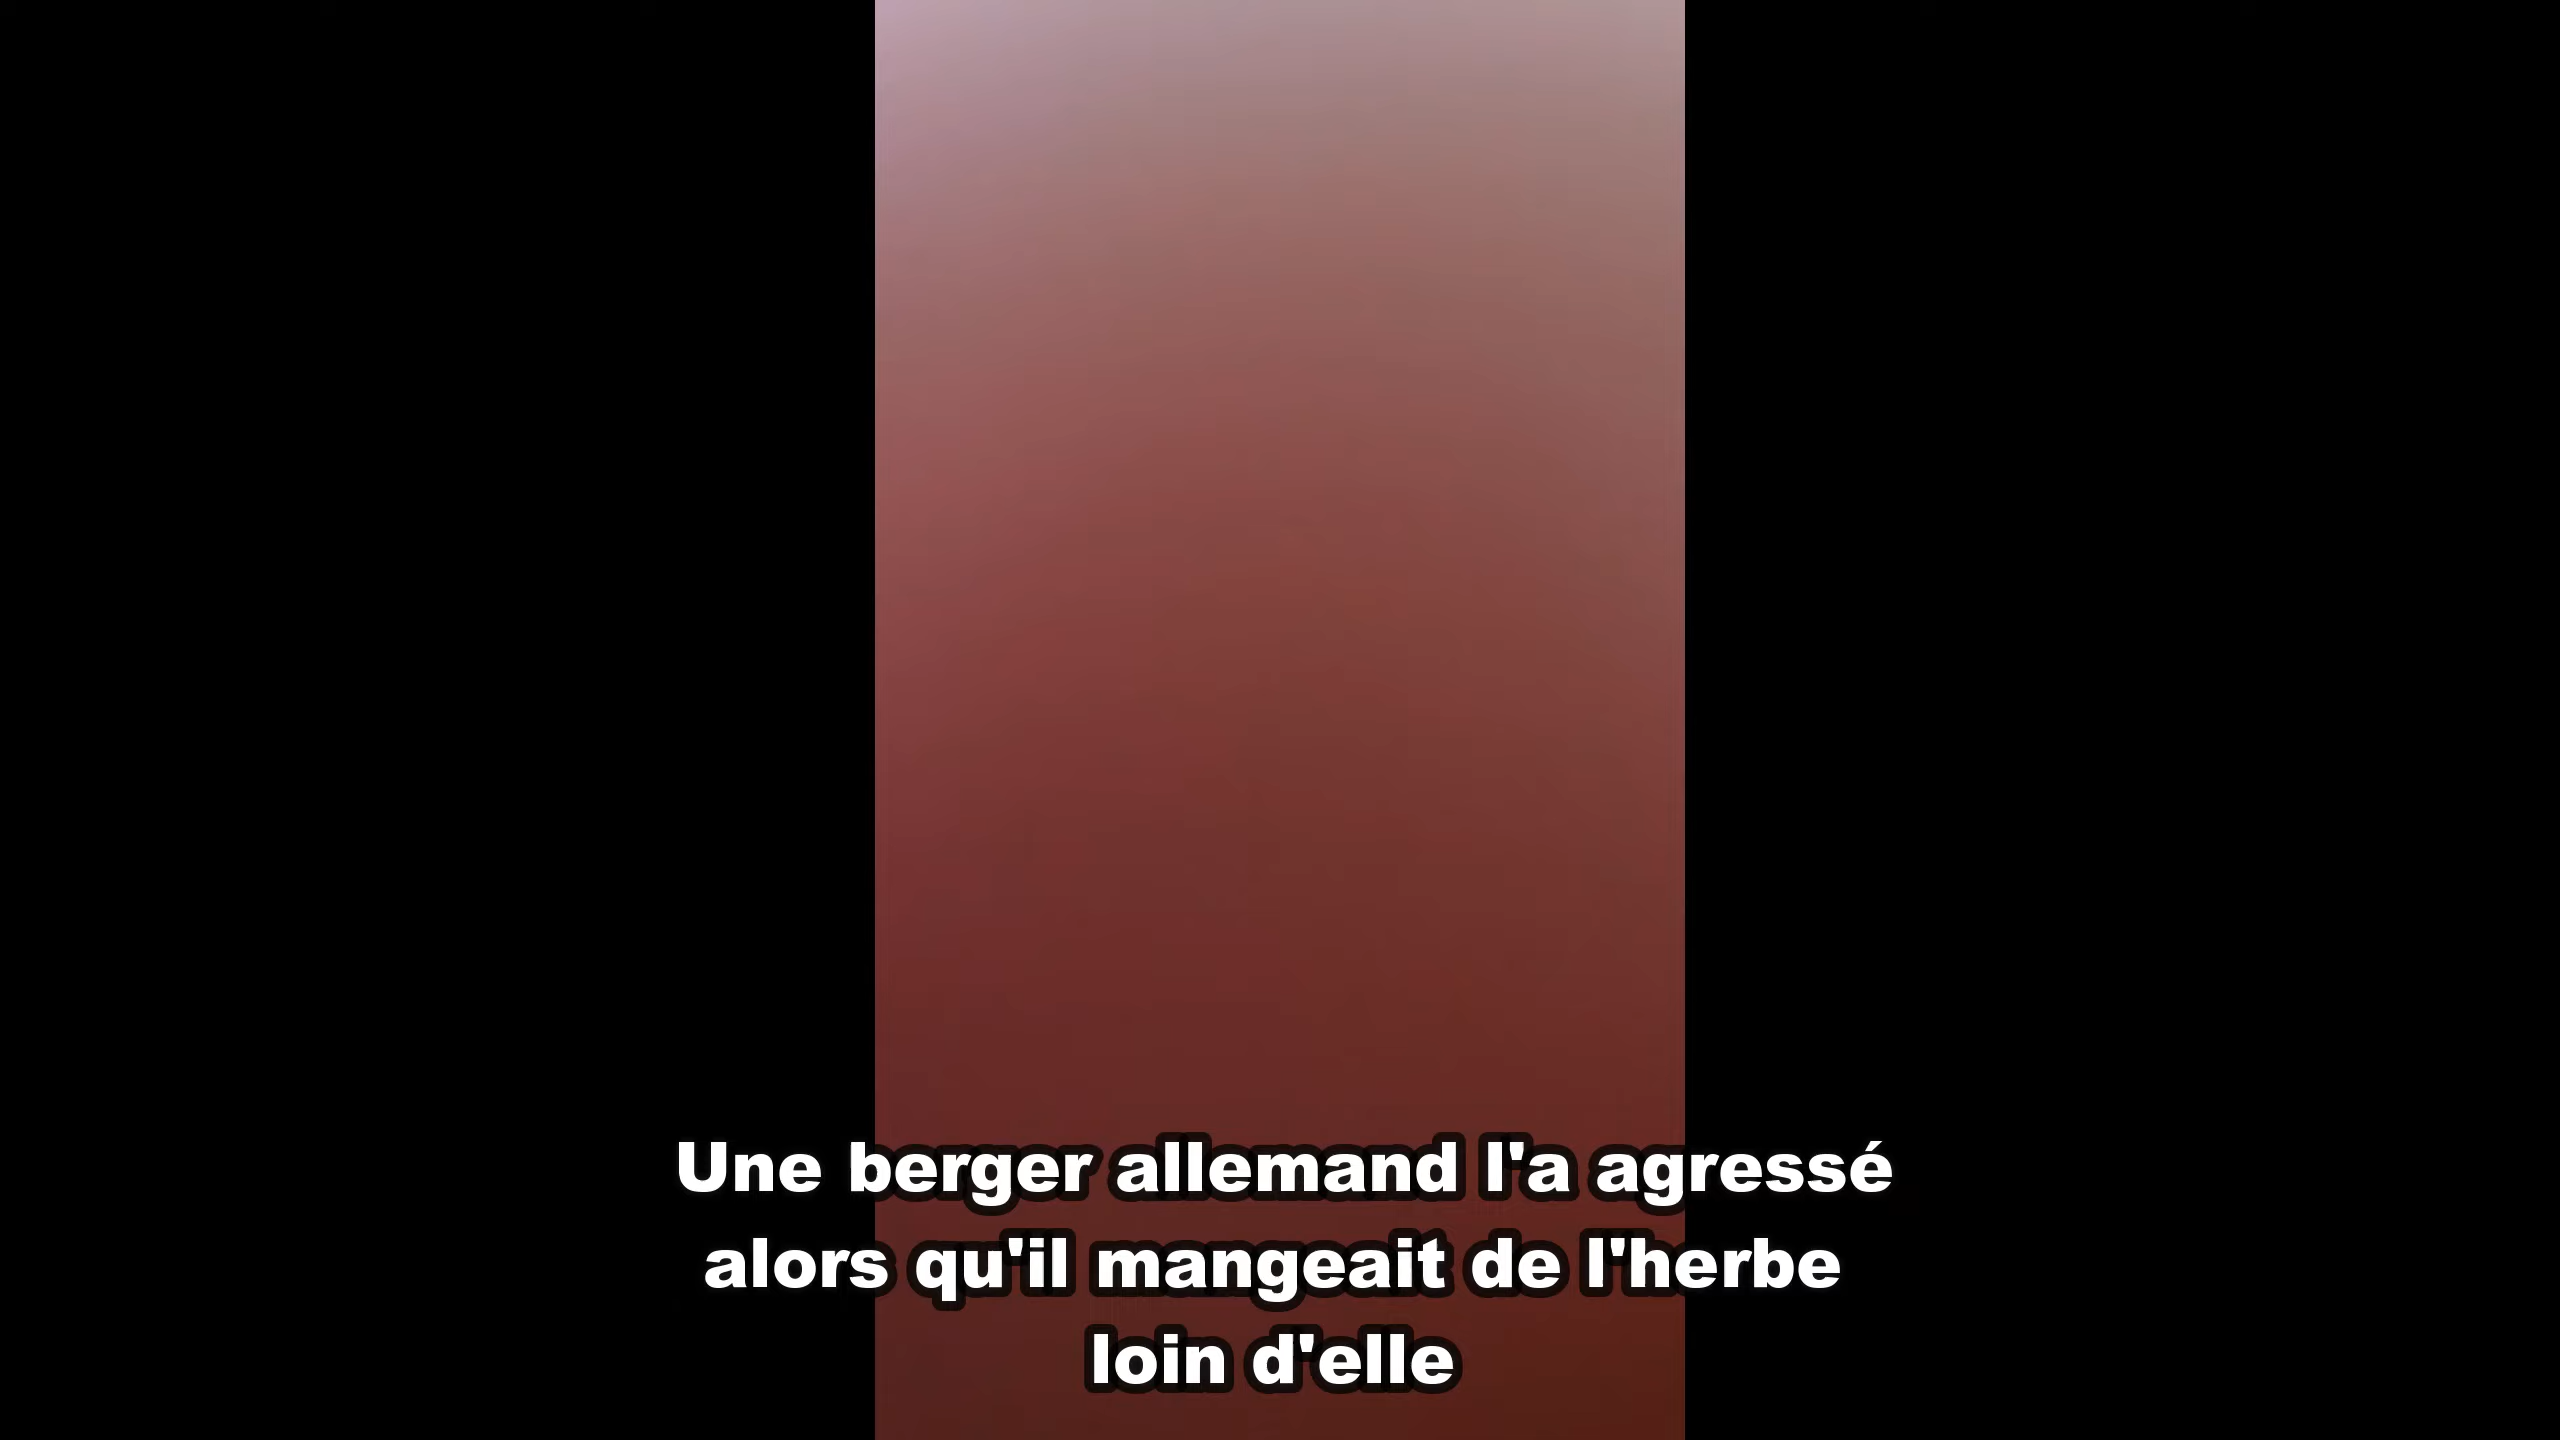 Une berger allemand l'a agressé
alors qu'il mangeait de l'herbe
loin d'elle